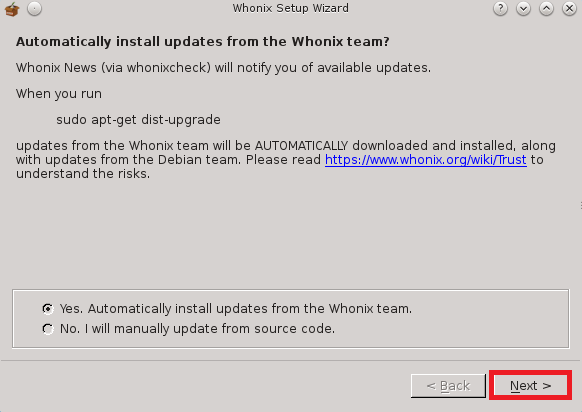 Whonix Setup Wizard
Automatically install updates from the Whonix team?
Whonix News (via whonixcheck) will notify you of available updates.
When you run
sudo apt-get dist-upgrade
updates from the Whonix team will be AUTOMATICALLY downloaded and installed, along
with updates from the Debian team. Please read https://www.whonix.org/wiki/Trust to
understand the risks.
Yes. Automatically install updates from the Whonix team.
No. I will manually update from source code.
< Back
Next >